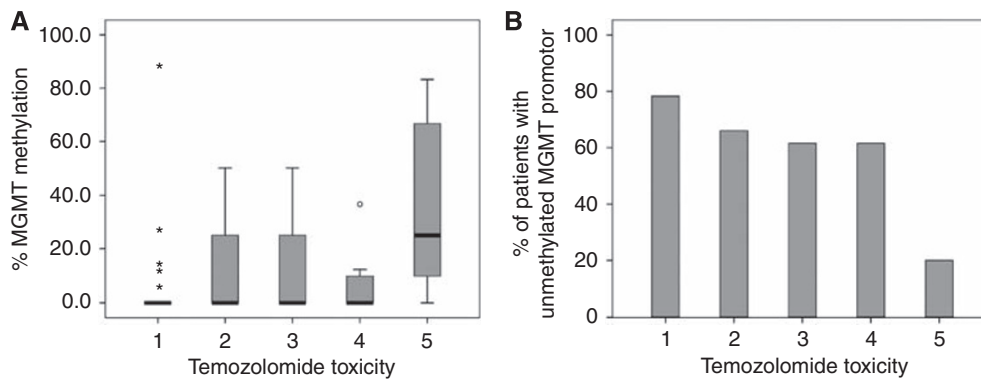 A
% MGMT methylation
100.0
80.0
60.0
40.0
20.0
0.0
1 2 3 4 5
Temozolomide toxicity
B
% of patients with
unmethylated MGMT promotor
100
80
60
40
20
0
1 2 3 4 5
Temozolomide toxicity